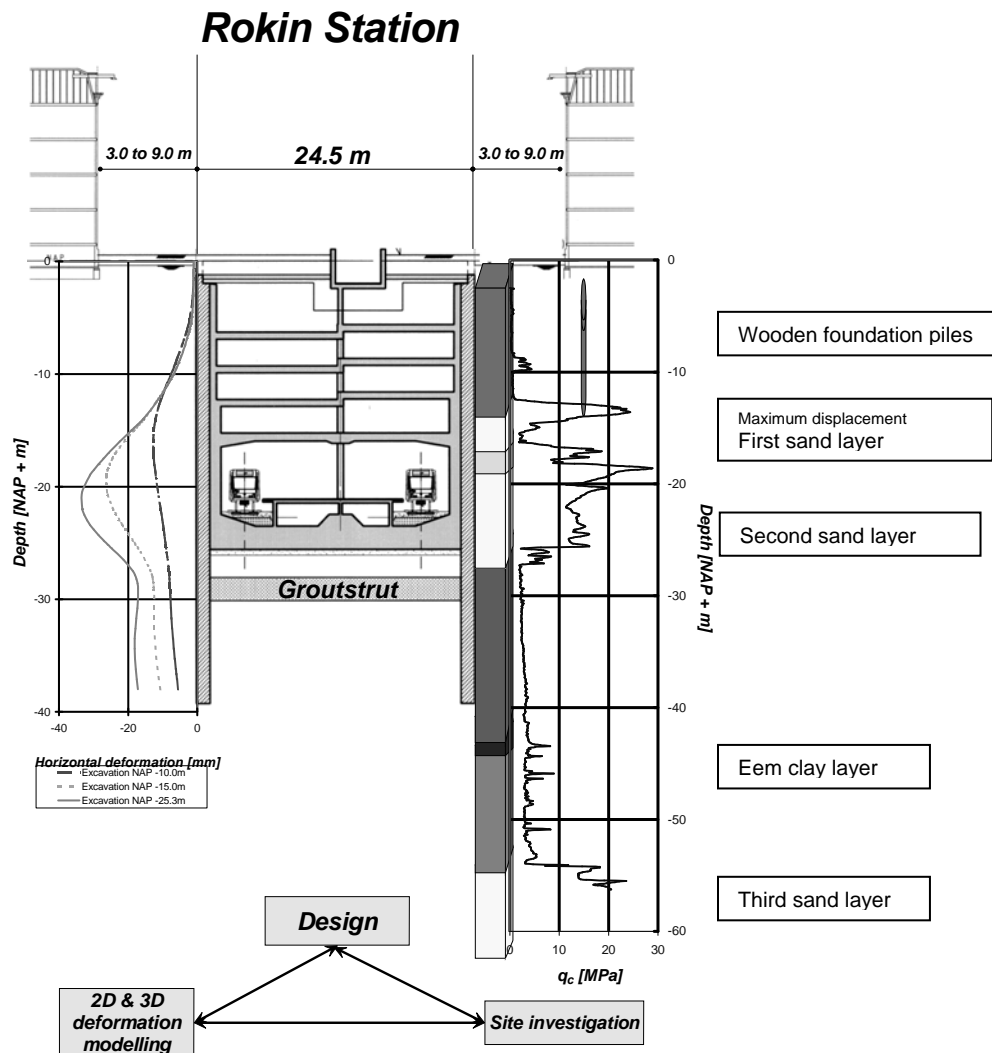 Rokin Station
3.0 to 9.0 m
24.5 m
3.0 to 9.0 m
0
-10
-20
-30
-40
Depth [NAP + m]
-40
-20
0
Horizontal deformation [mm]
Excavation NAP -10.0m
Excavation NAP -15.0m
Excavation NAP -25.3m
Groutstrut
0
-10
-20
-30
-40
-50
-60
Depth [NAP + m]
0
10
20
30
qc [MPa]
Wooden foundation piles
Maximum displacement
First sand layer
Second sand layer
Eem clay layer
Third sand layer
Design
2D & 3D
deformation
modelling
Site investigation